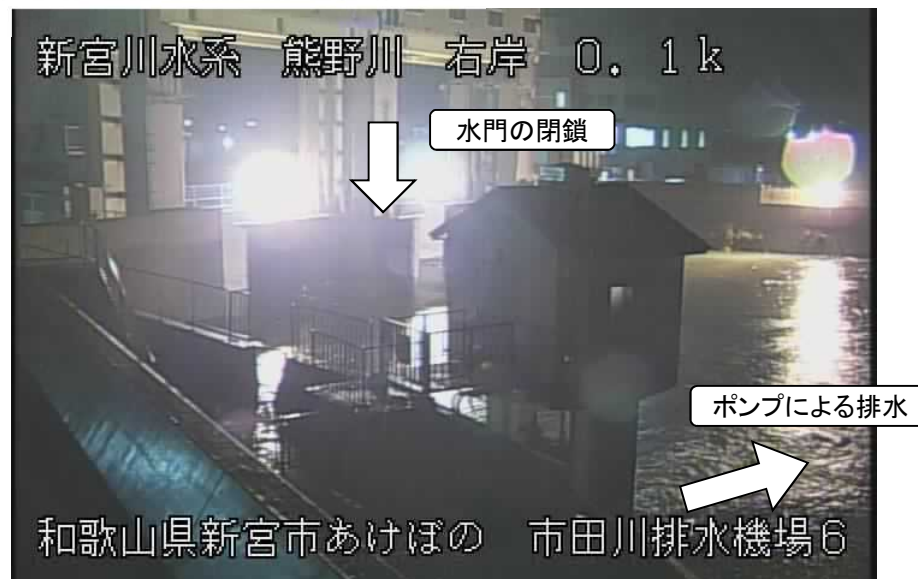 新宮川水系　熊野川　右岸　０．１ｋ
水門の閉鎖
ポンプによる排水
和歌山県新宮市あけぼの　市田川排水機場６